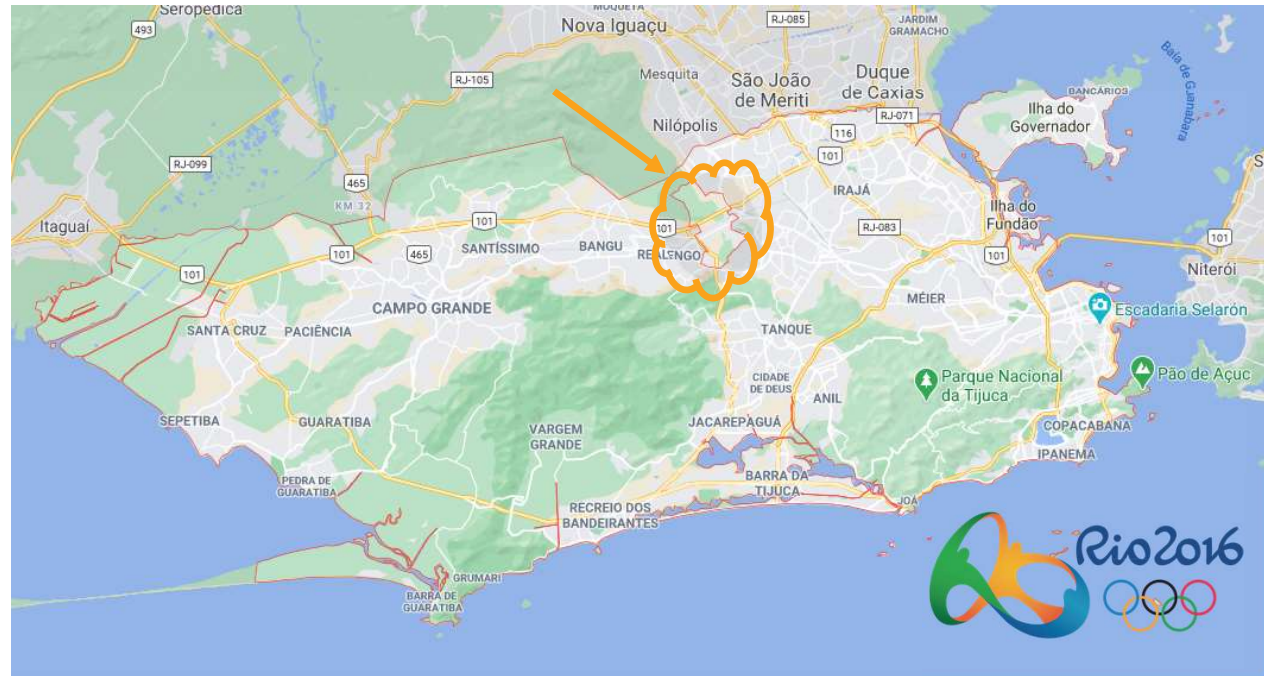 Seropédica
MOQUETÁ
Nova Iguaçu
RJ-085
JARDIM
GRAMACHO
493
RJ-105
Mesquita
São João
de Meriti
Duque
de Caxias
BANCÁRIOS
Baía de Guanabara
Ilha do
Governador
RJ-071
Nilópolis
116
101
RJ-099
465
KM 32
IRAJÁ
Itaguaí
101
101
Ilha do
Fundão
RJ-083
101
101
465
SANTÍSSIMO
BANGU
REALENGO
101
101
Niterói
CAMPO GRANDE
MÉIER
Escadaria Selarón
SANTA CRUZ
PACIÊNCIA
TANQUE
Parque Nacional
da Tijuca
Pão de Açuc
CIDADE
DE DEUS
ANIL
SEPETIBA
GUARATIBA
VARGEM
GRANDE
JACAREPAGUÁ
COPACABANA
IPANEMA
PEDRA DE
GUARATIBA
BARRA DA
TIJUCA
JOÁ
RECREIO DOS
BANDEIRANTES
GRUMARI
BARRA DE
GUARATIBA
Rio2016